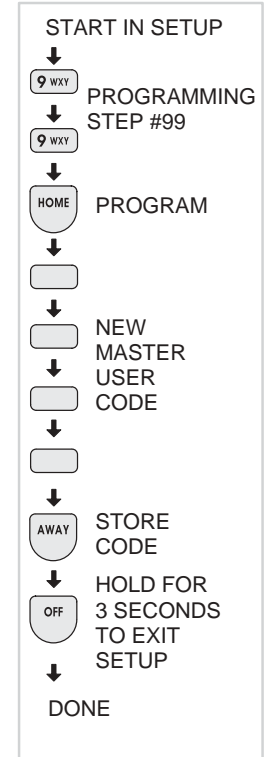 START IN SETUP
9 WXY
PROGRAMMING
STEP #99
9 WXY
HOME
PROGRAM
NEW
MASTER
USER
CODE
AWAY
STORE
CODE
OFF
HOLD FOR
3 SECONDS
TO EXIT
SETUP
DONE